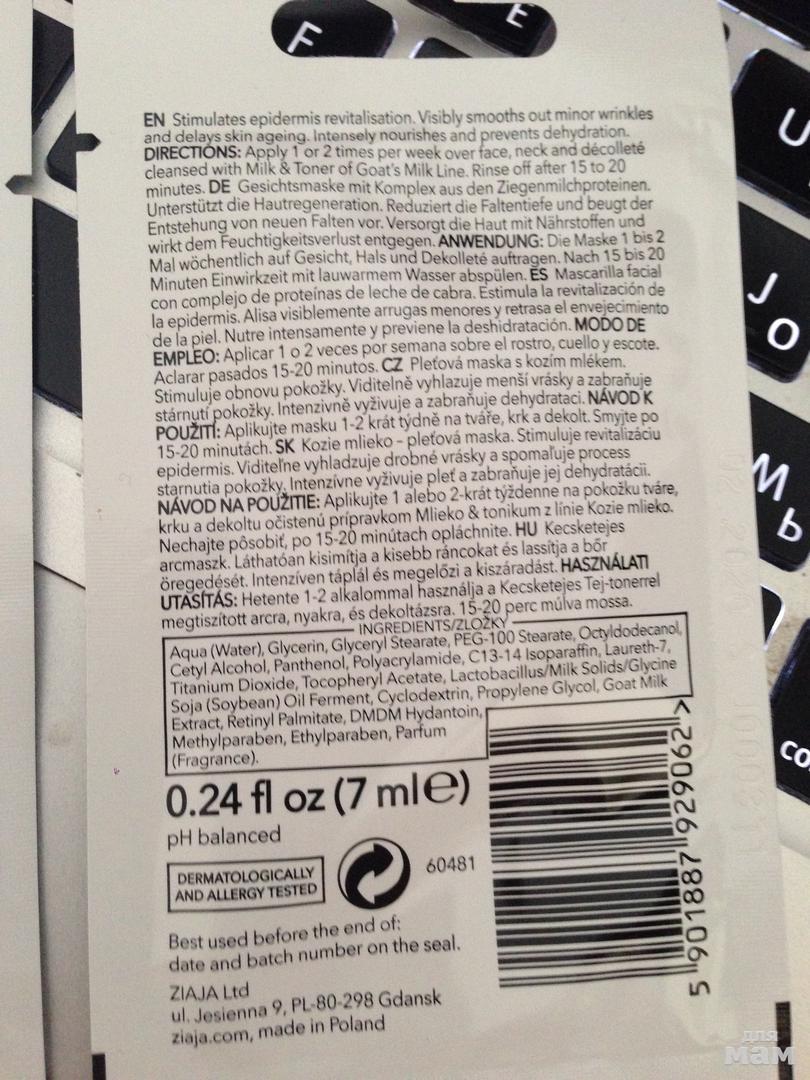 F
E
U
J
О
М
Ь
EN Stimulates epidermis revitalisation. Visibly smooths out minor wrinkles
and delays skin ageing. Intensely nourishes and prevents dehydration.
DIRECTIONS: Apply 1 or 2 times per week over face, neck and décolleté
cleansed with Milk & Toner of Goat's Milk Line. Rinse off after 15 to 20
minutes. DE Gesichtsmaske mit Komplex aus den Ziegenmilchproteinen.
Unterstützt die Hautregeneration. Reduziert die Faltentiefe und beugt der
Entstehung von neuen Falten vor. Versorgt die Haut mit Nährstoffen und
wirkt dem Feuchtigkeitsverlust entgegen. ANWENDUNG: Die Maske 1 bis 2
Mal wöchentlich auf Gesicht, Hals und Dekolleté auftragen. Nach 15 bis 20
Minuten Einwirkzeit mit lauwarmem Wasser abspülen. ES Mascarilla facial
con complejo de proteínas de leche de cabra. Estimula la revitalización de
la epidermis. Alisa visiblemente arrugas menores y retrasa el envejecimiento
de la piel. Nutre intensamente y previene la deshidratación. MODO DE
EMPLEO: Aplicar 1 o 2 veces por semana sobre el rostro, cuello y escote.
Aclarar pasados 15-20 minutos. CZ Pleťová maska s kozím mlékem.
Stimuluje obnovu pokožky. Viditelně vyhlazuje menší vrásky a zabraňuje
stárnutí pokožky. Intenzivně vyživuje a zabraňuje dehydrataci. NÁVOD K
POUŽITÍ: Aplikujte masku 1-2 krát týdně na tváře, krk a dekolt. Smyjte po
15-20 minutách. SK Kozie mlieko - pleťová maska. Stimuluje revitalizáciu
epidermis. Viditeľne vyhladzuje drobné vrásky a spomaľuje process
starnutia pokožky. Intenzívne vyživuje pleť a zabraňuje jej dehydratácii.
NÁVOD NA POUŽITIE: Aplikujte 1 alebo 2-krát týždenne na pokožku tváre,
krku a dekoltu očistenú prípravkom Mlieko & tonikum z línie Kozie mlieko.
Nechajte pôsobiť, po 15-20 minútach opláchnite. HU Kecsketejes
arcmaszk. Láthatóan kisimítja a kisebb ráncokat és lassítja a bőr
öregedését. Intenzíven táplál és megelőzi a kiszáradást. HASZNÁLATI
UTASÍTÁS: Hetente 1-2 alkalommal használja a Kecsketejes Tej-tonerrel
megtiszított arcra, nyakra, és dekoltázsra. 15-20 perc múlva mossa.
INGREDIENTS/ZLOŽKY
Aqua (Water), Glycerin, Glyceryl Stearate, PEG-100 Stearate, Octyldodecanol,
Cetyl Alcohol, Panthenol, Polyacrylamide, C13-14 Isoparaffin, Laureth-7,
Titanium Dioxide, Tocopheryl Acetate, Lactobacillus/Milk Solids/Glycine
Soja (Soybean) Oil Ferment, Cyclodextrin, Propylene Glycol, Goat Milk
Extract, Retinyl Palmitate, DMDM Hydantoin,
Methylparaben, Ethylparaben, Parfum
(Fragrance).
0.24 fl oz (7 ml℮)
pH balanced
DERMATOLOGICALLY
AND ALLERGY TESTED
60481
5 901887 929062 >
Best used before the end of:
date and batch number on the seal.
ZIAJA Ltd
ul. Jesienna 9, PL-80-298 Gdansk
ziaja.com, made in Poland
для
мам